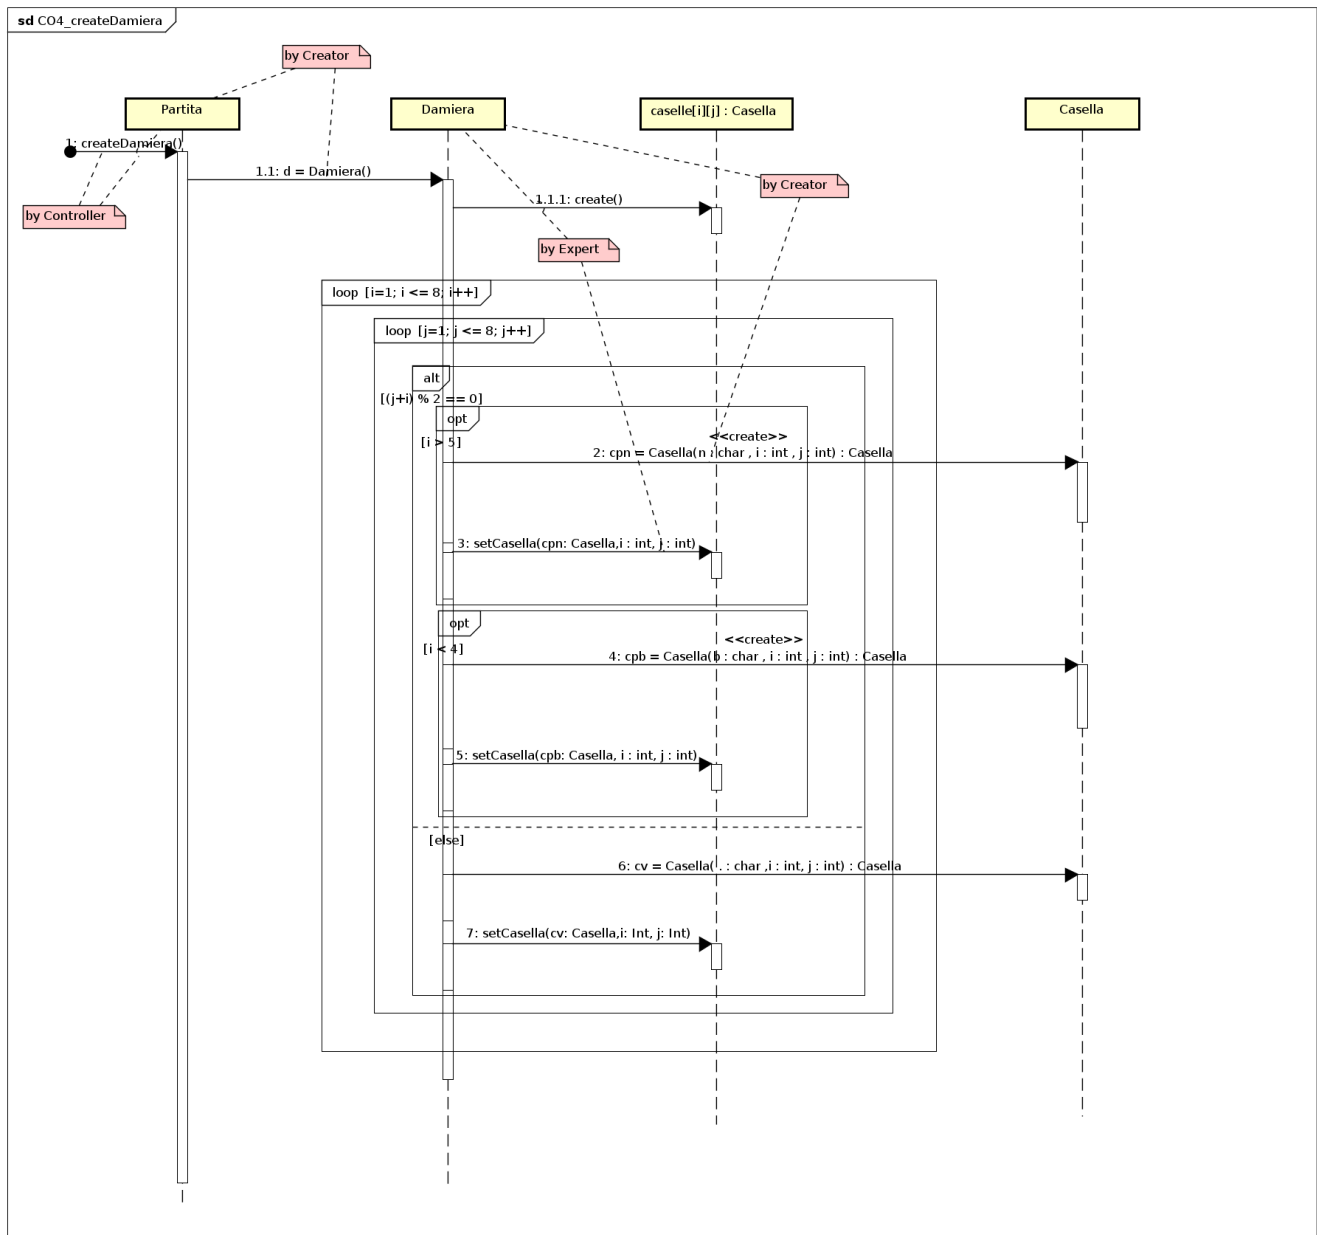 sd CO4_createDamiera
by Creator
Partita
Damiera
caselle[i][j] : Casella
Casella
1: createDamiera()
1.1: d = Damiera()
by Creator
1.1.1: create()
by Controller
by Expert
loop [i=1; i <= 8; i++]
loop [j=1; j <= 8; j++]
alt
[(j+i) % 2 == 0]
opt
[i > 5]
<<create>>
2: cpn = Casella(n : char , i : int , j : int) : Casella
3: setCasella(cpn: Casella,i : int, j : int)
opt
[i < 4]
<<create>>
4: cpb = Casella(b : char , i : int , j : int) : Casella
5: setCasella(cpb: Casella, i : int, j : int)
[else]
6: cv = Casella( . : char ,i : int, j : int) : Casella
7: setCasella(cv: Casella,i: Int, j: Int)